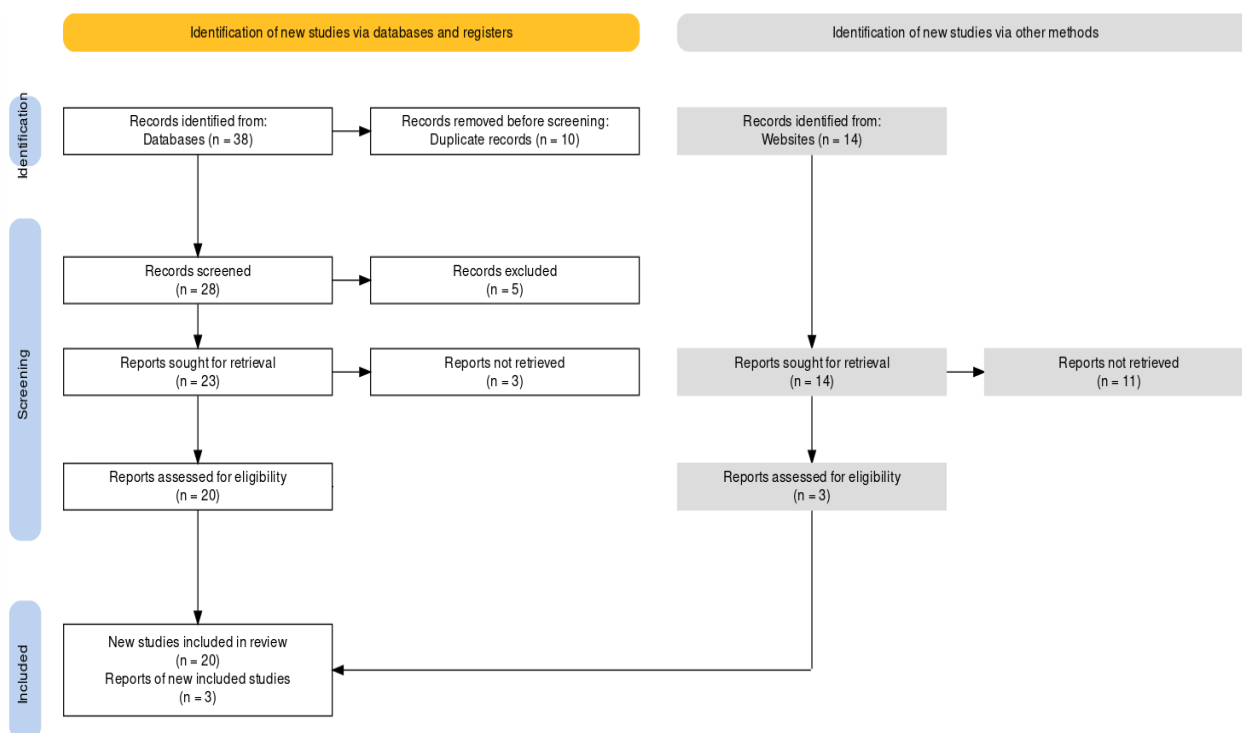 Identification of new studies via databases and registers
Identification of new studies via other methods
Identification
Records identified from:
Databases (n = 38)
Records removed before screening:
Duplicate records (n = 10)
Records identified from:
Websites (n = 14)
Screening
Records screened
(n = 28)
Records excluded
(n = 5)
Reports sought for retrieval
(n = 23)
Reports not retrieved
(n = 3)
Reports sought for retrieval
(n = 14)
Reports not retrieved
(n = 11)
Reports assessed for eligibility
(n = 20)
Reports assessed for eligibility
(n = 3)
Included
New studies included in review
(n = 20)
Reports of new included studies
(n = 3)